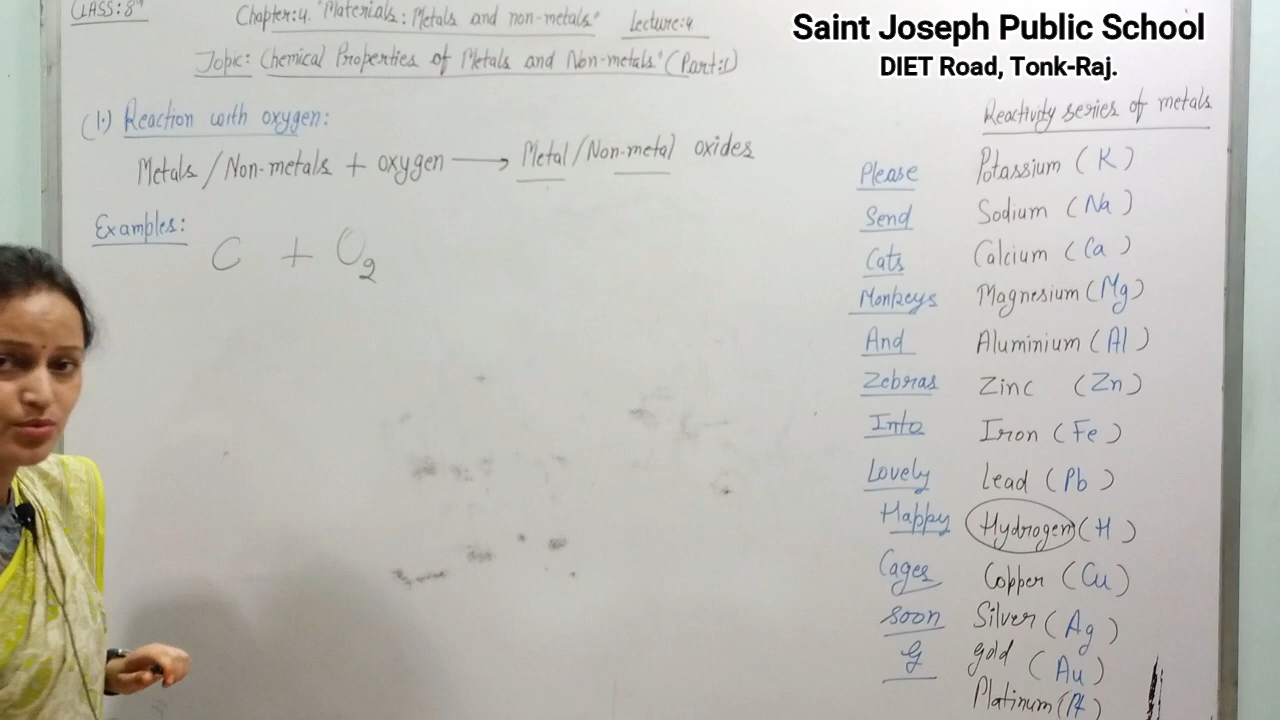 CLASS: 8th
Chapter:4. "Materials: Metals and non-metals" Lecture:4
Topic: Chemical Properties of Metals and Non-metals" (Part:1)
Saint Joseph Public School
DIET Road, Tonk-Raj.
(1.) Reaction with oxygen:
Metals / Non-metals + oxygen ⟶ Metal / Non-metal oxides
Examples:
C + O₂
Reactivity series of metals
Please Potassium (K)
Send Sodium (Na)
Cats Calcium (Ca)
Monkeys Magnesium (Mg)
And Aluminium (Al)
Zebras Zinc (Zn)
Into Iron (Fe)
Lovely Lead (Pb)
Happy Hydrogen (H)
Cages Copper (Cu)
soon Silver (Ag)
G gold (Au)
Platinum (Pt)